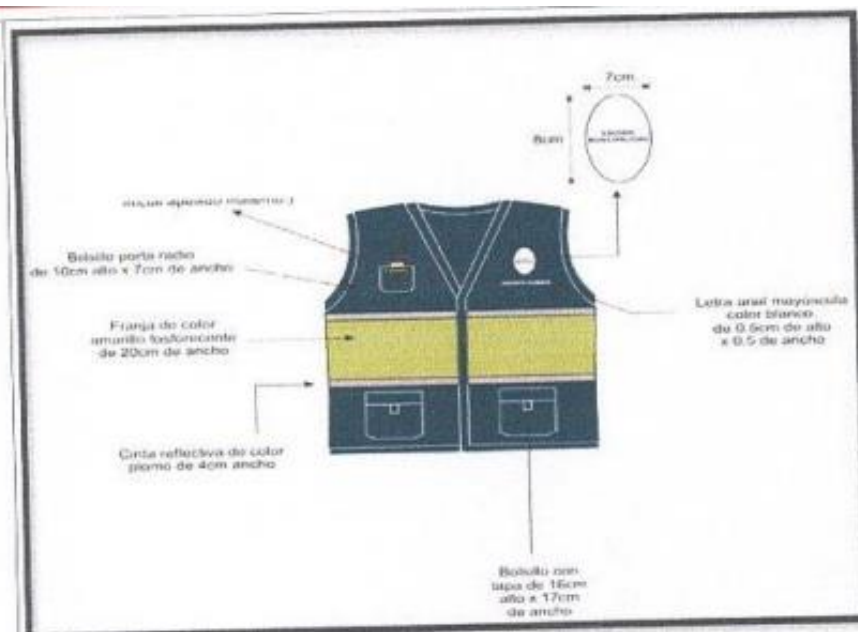 7cm
8cm
Bolsillo porta radio
de 10cm alto x 7cm de ancho
Franja de color
amarillo fosforecente
de 20cm de ancho
Letra arial mayúscula
color blanco
de 0.5cm de alto
x 0.5 de ancho
Cinta reflectiva de color
plomo de 4cm ancho
Bolsillo con
tapa de 16cm
alto x 17cm
de ancho